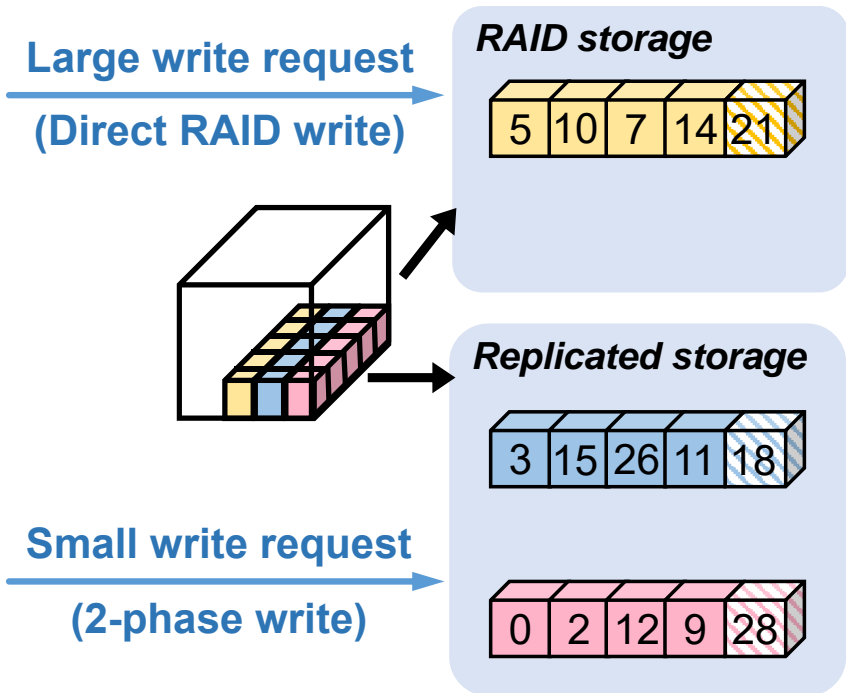 Large write request
(Direct RAID write)
RAID storage
5 10 7 14 21
Replicated storage
3 15 26 11 18
Small write request
(2-phase write)
0 2 12 9 28